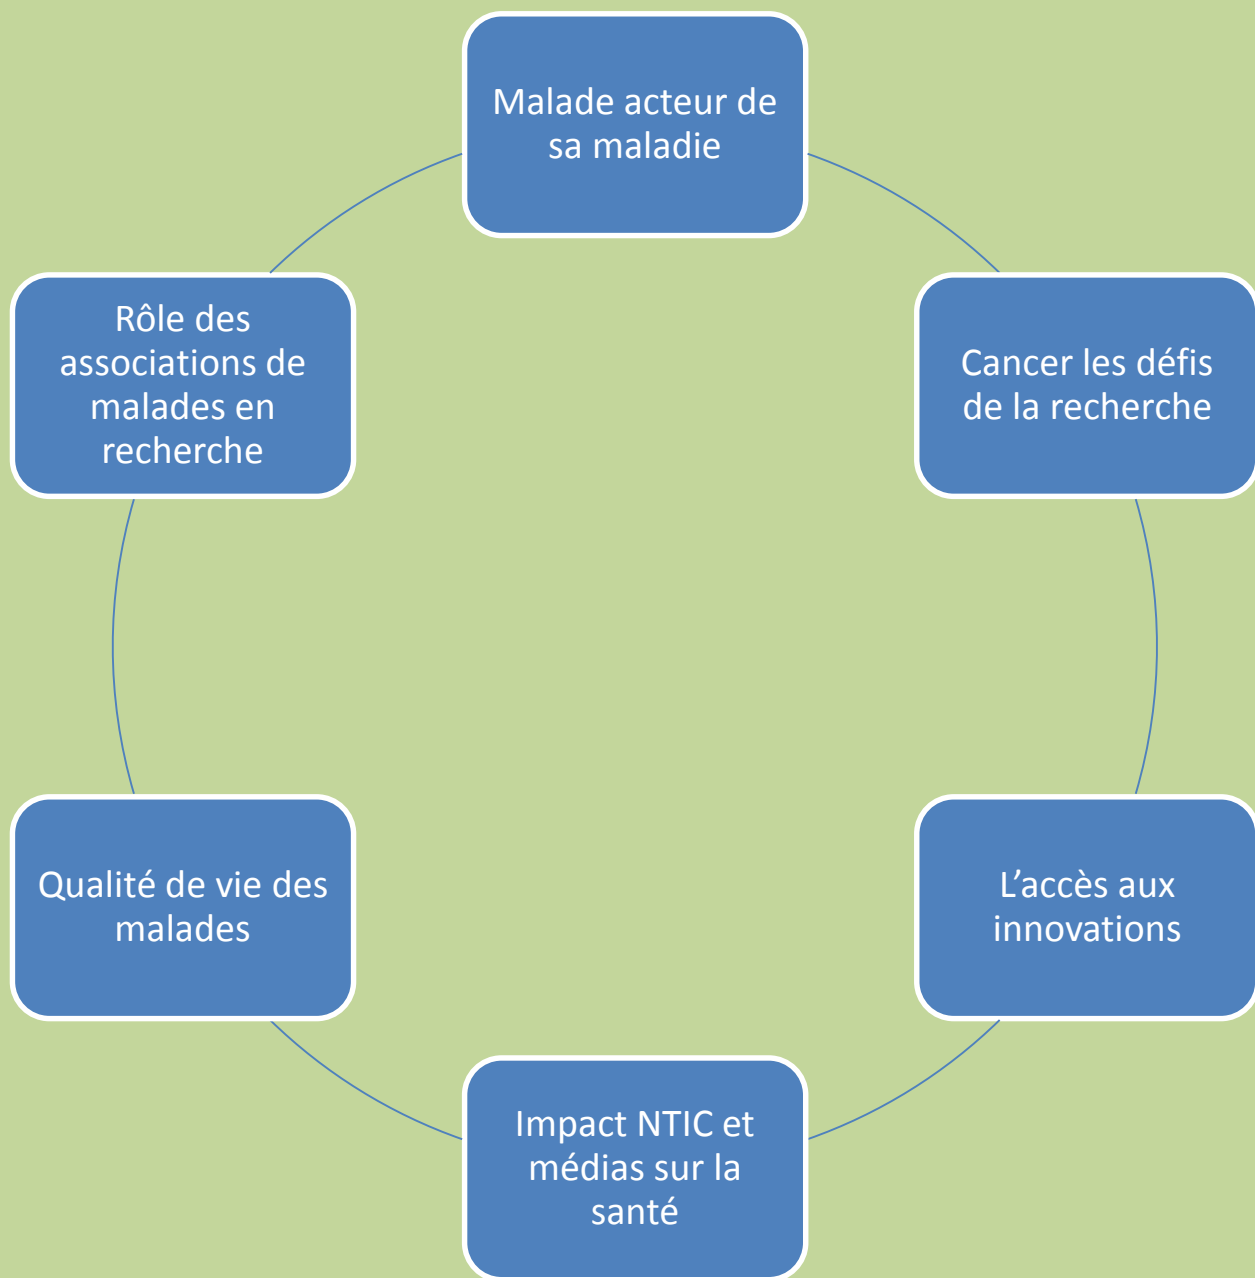 Malade acteur de
sa maladie
Rôle des
associations de
malades en
recherche
Cancer les défis
de la recherche
Qualité de vie des
malades
L’accès aux
innovations
Impact NTIC et
médias sur la
santé